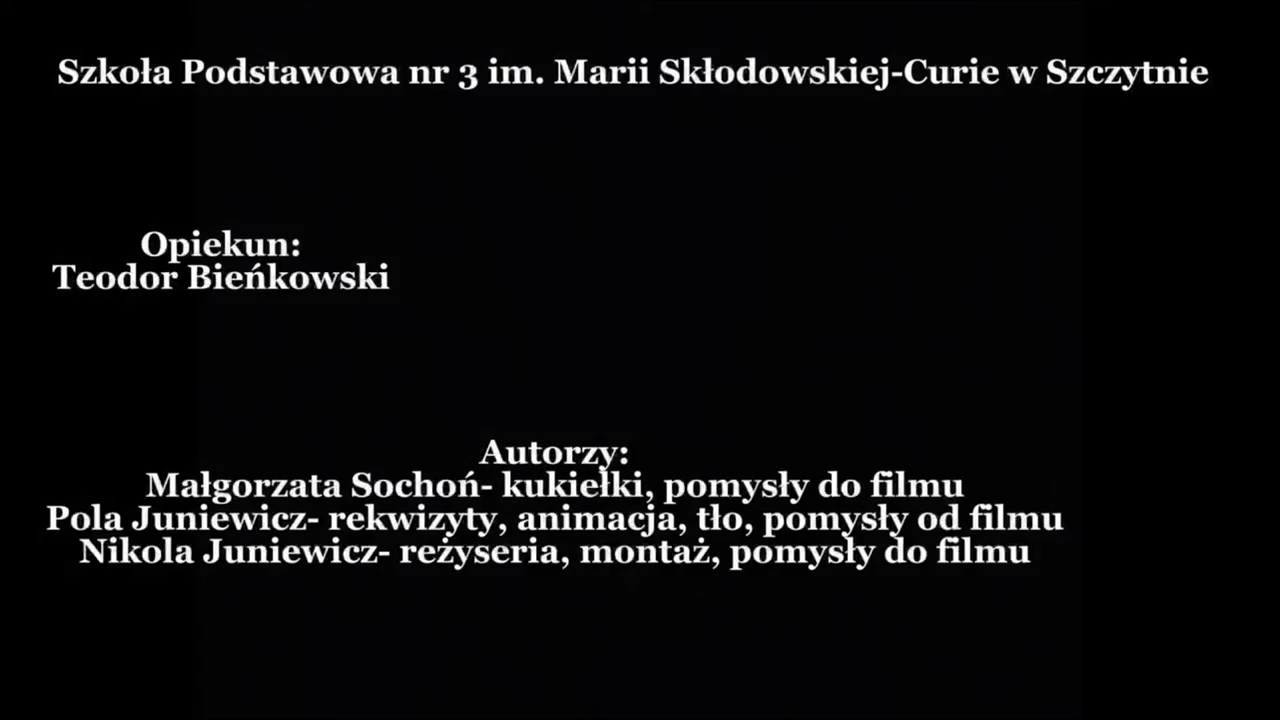 Szkoła Podstawowa nr 3 im. Marii Skłodowskiej-Curie w Szczytnie
Opiekun:
Teodor Bieńkowski
Autorzy:
Małgorzata Sochoń- kukiełki, pomysły do filmu
Pola Juniewicz- rekwizyty, animacja, tło, pomysły od filmu
Nikola Juniewicz- reżyseria, montaż, pomysły do filmu